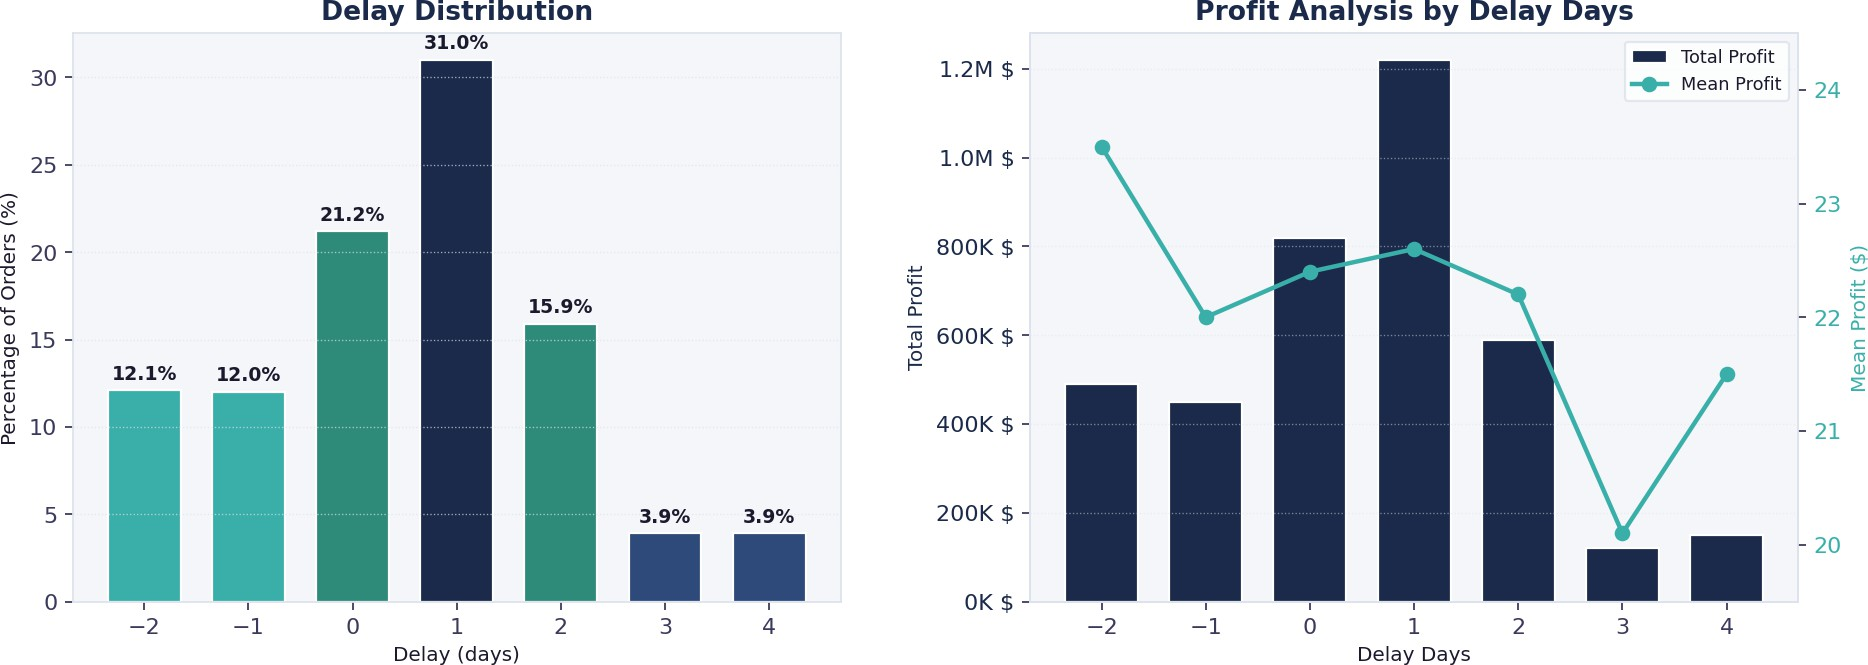 Delay Distribution
Percentage of Orders (%)
30
25
20
15
10
5
0
12.1%
12.0%
21.2%
31.0%
15.9%
3.9%
3.9%
−2
−1
0
1
2
3
4
Delay (days)
Profit Analysis by Delay Days
Total Profit
1.2M $
1.0M $
800K $
600K $
400K $
200K $
0K $
Total Profit
Mean Profit
24
23
22
21
20
Mean Profit ($)
−2
−1
0
1
2
3
4
Delay Days